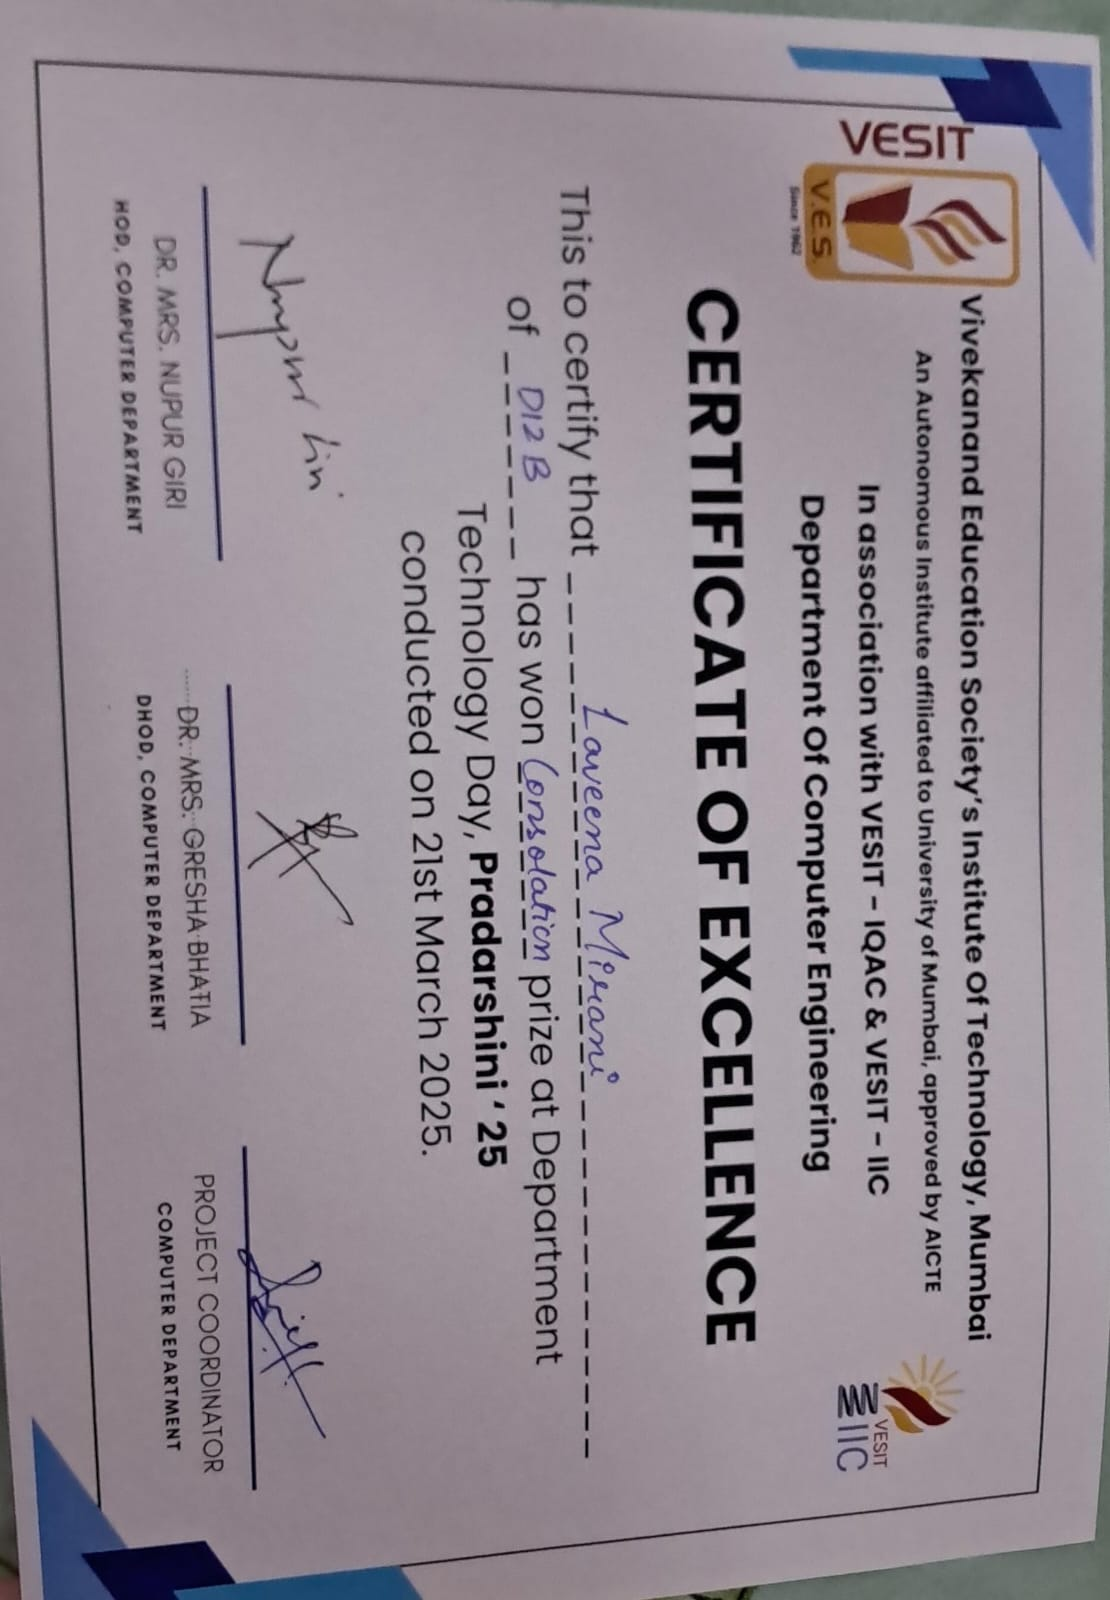 VESIT
V.E.S.
Since 1962
Vivekanand Education Society's Institute Of Technology, Mumbai
An Autonomous Institute affiliated to University of Mumbai, approved by AICTE
In association with VESIT - IQAC & VESIT - IIC
Department Of Computer Engineering
VESIT
IIC
CERTIFICATE OF EXCELLENCE
This to certify that Laveena Mirani
of D12B has won Consolation prize at Department
Technology Day, Pradarshini '25
conducted on 21st March 2025.
DR. MRS. NUPUR GIRI
HOD, COMPUTER DEPARTMENT
DR. MRS. GRESHA BHATIA
DHOD, COMPUTER DEPARTMENT
PROJECT COORDINATOR
COMPUTER DEPARTMENT